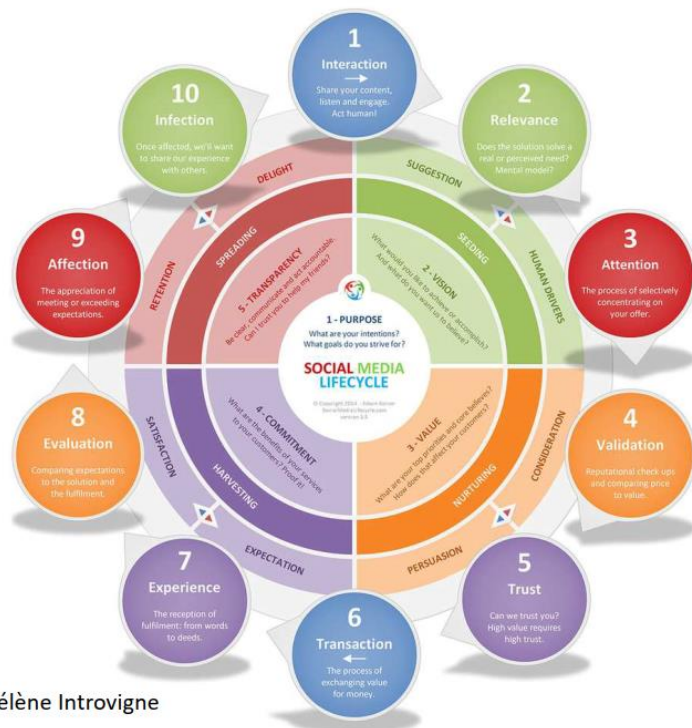 1
Interaction
Share your content,
listen and engage.
Act human!
2
Relevance
Does the solution solve a
real or perceived need?
Mental model?
3
Attention
The process of selectively
concentrating on
your offer.
4
Validation
Reputational check ups
and comparing price
to value.
5
Trust
Can we trust you?
High value requires
high trust.
6
Transaction
The process of
exchanging value
for money.
7
Experience
The reception of
fulfilment: from words
to deeds.
8
Evaluation
Comparing expectations
to the solution and
the fulfilment.
9
Affection
The appreciation of
meeting or exceeding
expectations.
10
Infection
Once affected, we'll want
to share our experience
with others.
DELIGHT
SUGGESTION
HUMAN DRIVERS
CONSIDERATION
PERSUASION
EXPECTATION
SATISFACTION
RETENTION
SPREADING
SEEDING
NURTURING
HARVESTING
5 - TRANSPARENCY
Be clear, communicate and act accountable.
Can I trust you to help my friends?
2 - VISION
What would you like to achieve or accomplish?
And what do you want us to believe?
3 - VALUE
What are your top priorities and core believes?
How does that affect your customers?
4 - COMMITMENT
What are the benefits of your services
to your customers? Proof it!
1 - PURPOSE
What are your intentions?
What goals do you strive for?
SOCIAL MEDIA
LIFECYCLE
© Copyright
élène Introvigne